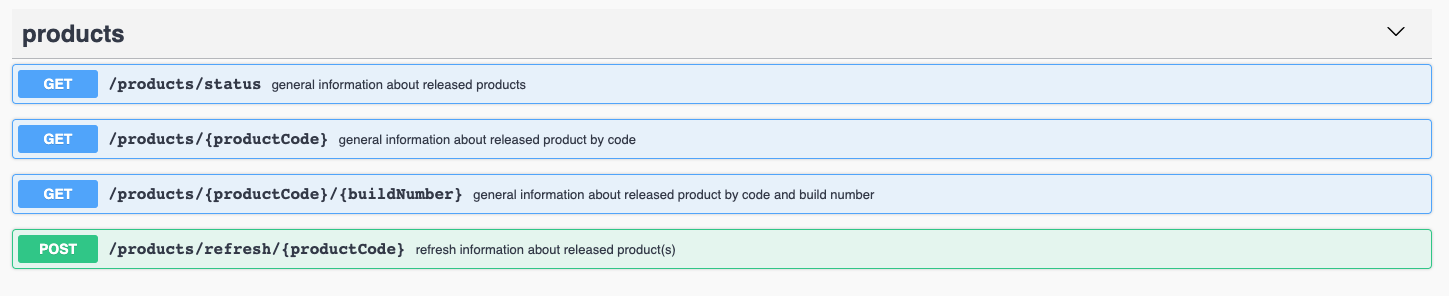 products
GET /products/status general information about released products
GET /products/{productCode} general information about released product by code
GET /products/{productCode}/{buildNumber} general information about released product by code and build number
POST /products/refresh/{productCode} refresh information about released product(s)